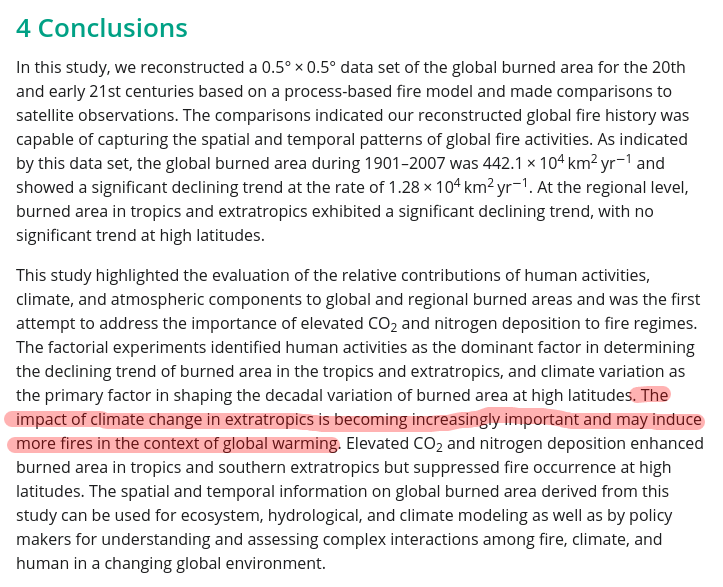 4 Conclusions
In this study, we reconstructed a 0.5° × 0.5° data set of the global burned area for the 20th
and early 21st centuries based on a process-based fire model and made comparisons to
satellite observations. The comparisons indicated our reconstructed global fire history was
capable of capturing the spatial and temporal patterns of global fire activities. As indicated
by this data set, the global burned area during 1901–2007 was 442.1 × 10⁴ km² yr⁻¹ and
showed a significant declining trend at the rate of 1.28 × 10⁴ km² yr⁻¹. At the regional level,
burned area in tropics and extratropics exhibited a significant declining trend, with no
significant trend at high latitudes.
This study highlighted the evaluation of the relative contributions of human activities,
climate, and atmospheric components to global and regional burned areas and was the first
attempt to address the importance of elevated CO₂ and nitrogen deposition to fire regimes.
The factorial experiments identified human activities as the dominant factor in determining
the declining trend of burned area in the tropics and extratropics, and climate variation as
the primary factor in shaping the decadal variation of burned area at high latitudes. The
impact of climate change in extratropics is becoming increasingly important and may induce
more fires in the context of global warming. Elevated CO₂ and nitrogen deposition enhanced
burned area in tropics and southern extratropics but suppressed fire occurrence at high
latitudes. The spatial and temporal information on global burned area derived from this
study can be used for ecosystem, hydrological, and climate modeling as well as by policy
makers for understanding and assessing complex interactions among fire, climate, and
human in a changing global environment.